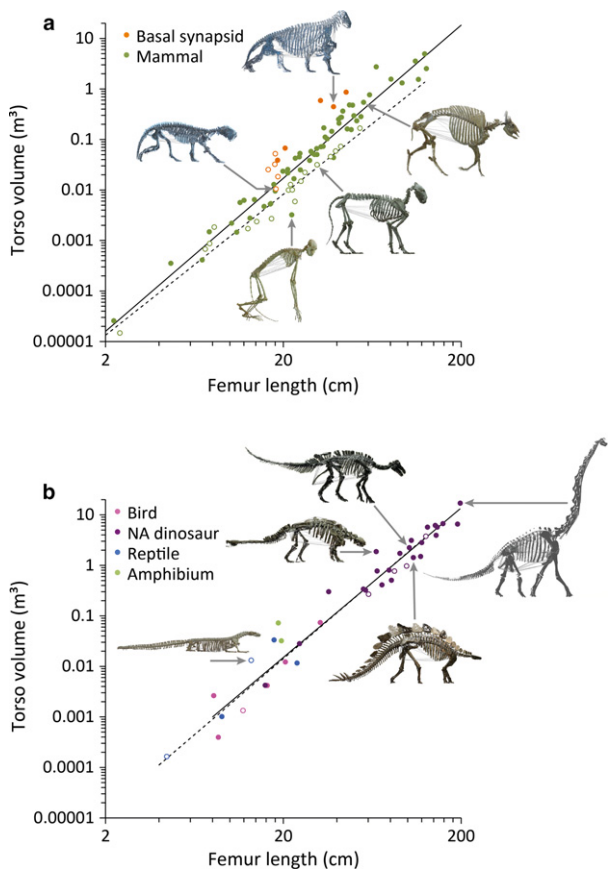 a
Basal synapsid
Mammal
Torso volume (m³)
10
1
0.1
0.01
0.001
0.0001
0.00001
2
20
200
Femur length (cm)
b
Bird
NA dinosaur
Reptile
Amphibium
Torso volume (m³)
10
1
0.1
0.01
0.001
0.0001
0.00001
2
20
200
Femur length (cm)